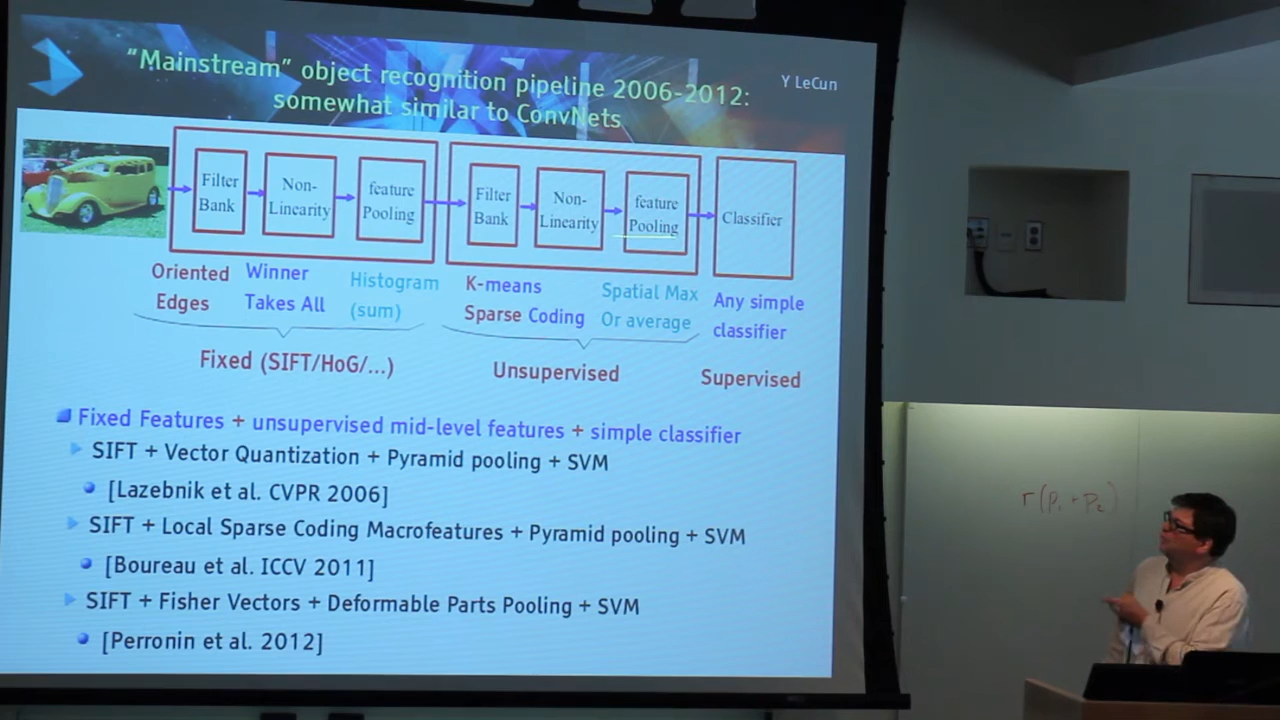 “Mainstream” object recognition pipeline 2006-2012:
somewhat similar to ConvNets
Y LeCun
Filter
Bank
Non-
Linearity
feature
Pooling
Filter
Bank
Non-
Linearity
feature
Pooling
Classifier
Oriented
Edges
Winner
Takes All
Histogram
(sum)
K-means
Sparse Coding
Spatial Max
Or average
Any simple
classifier
Fixed (SIFT/HoG/...)
Unsupervised
Supervised
Fixed Features + unsupervised mid-level features + simple classifier
SIFT + Vector Quantization + Pyramid pooling + SVM
[Lazebnik et al. CVPR 2006]
SIFT + Local Sparse Coding Macrofeatures + Pyramid pooling + SVM
[Boureau et al. ICCV 2011]
SIFT + Fisher Vectors + Deformable Parts Pooling + SVM
[Perronin et al. 2012]
r(p₁ + p₂)